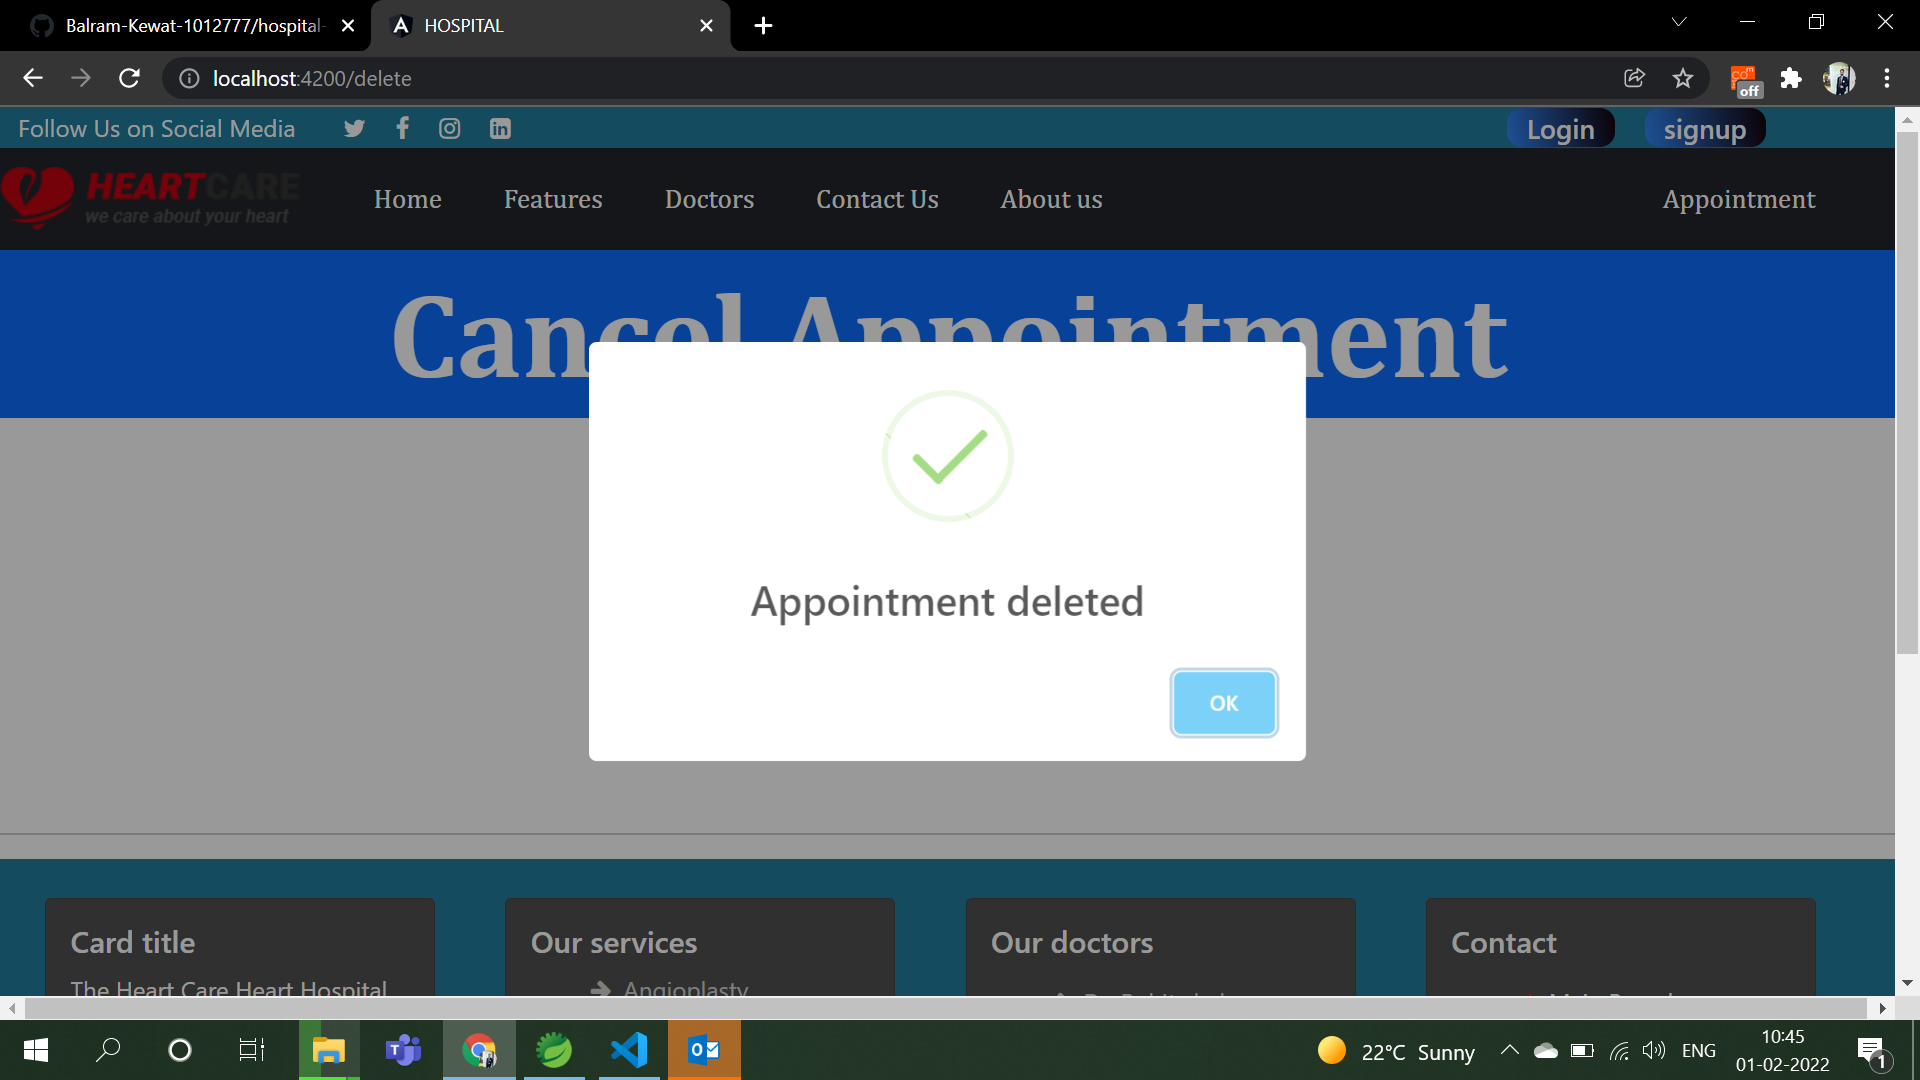 Balram-Kewat-1012777/hospital-
HOSPITAL
localhost:4200/delete
off
Follow Us on Social Media
Login
signup
HEARTCARE
we care about your heart
Home
Features
Doctors
Contact Us
About us
Appointment
Cancel Appointment
Appointment deleted
OK
Card title
The Heart Care Heart Hospital
Our services
Angioplasty
Our doctors
Contact
22°C Sunny
ENG
10:45
01-02-2022
1